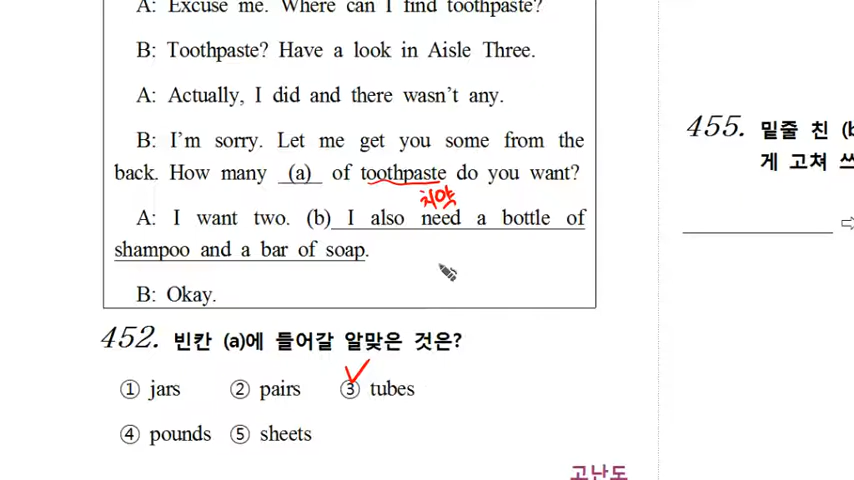 A: Excuse me. Where can I find toothpaste?
B: Toothpaste? Have a look in Aisle Three.
A: Actually, I did and there wasn't any.
B: I'm sorry. Let me get you some from the
back. How many (a) of toothpaste do you want?
치약
A: I want two. (b) I also need a bottle of
shampoo and a bar of soap.
B: Okay.
452. 빈칸 (a)에 들어갈 알맞은 것은?
① jars ② pairs ③ tubes
④ pounds ⑤ sheets
고난도
455. 밑줄 친 (b
게 고쳐 쓰
⇨